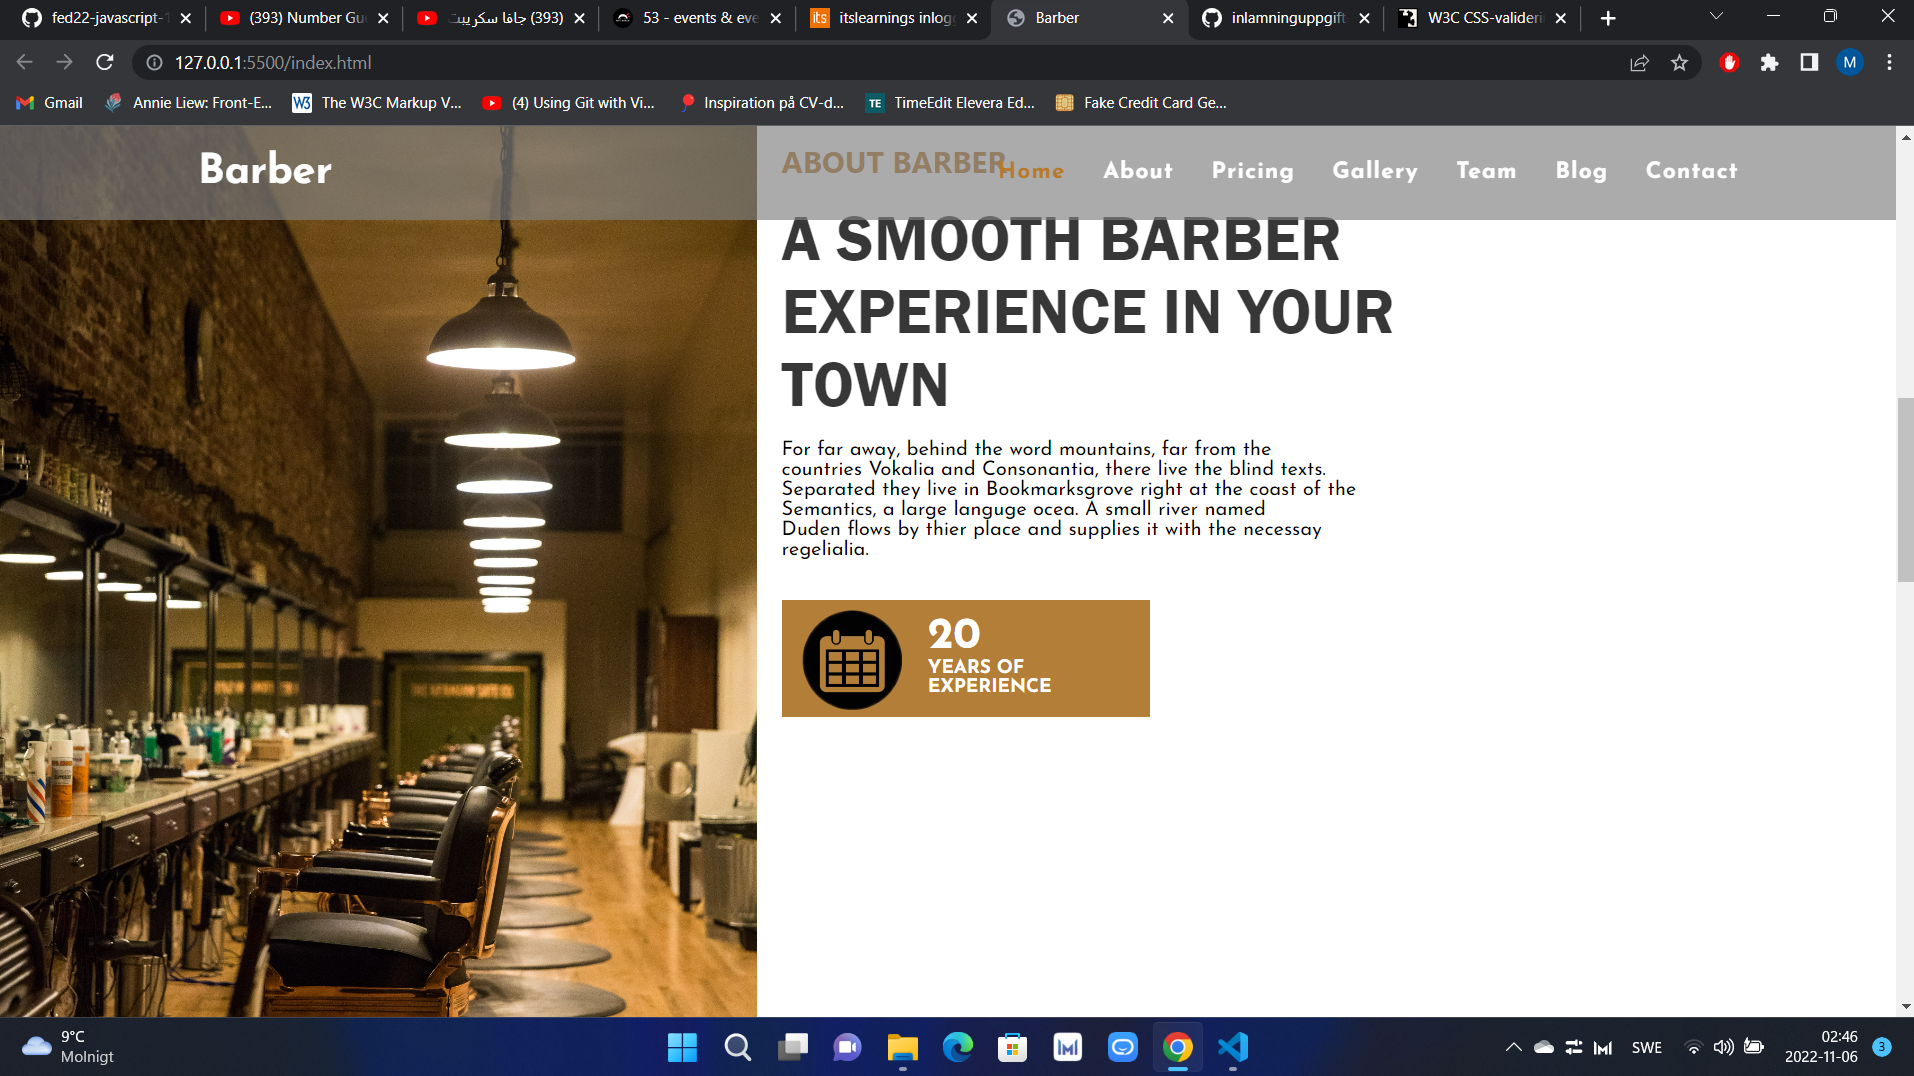 fed22-javascript-1
(393) Number Gu
(393) جافا سكريبت
53 - events & eve
itslearnings inlogg
Barber
inlamninguppgift
W3C CSS-validerin
127.0.0.1:5500/index.html
M
Gmail
Annie Liew: Front-E...
The W3C Markup V...
(4) Using Git with Vi...
Inspiration på CV-d...
TE
TimeEdit Elevera Ed...
Fake Credit Card Ge...
Barber
ABOUT BARBER
Home
About
Pricing
Gallery
Team
Blog
Contact
A SMOOTH BARBER
EXPERIENCE IN YOUR
TOWN
For far away, behind the word mountains, far from the
countries Vokalia and Consonantia, there live the blind texts.
Separated they live in Bookmarksgrove right at the coast of the
Semantics, a large languge ocea. A small river named
Duden flows by thier place and supplies it with the necessay
regelialia.
20
YEARS OF
EXPERIENCE
9°C
Molnigt
SWE
02:46
2022-11-06
3